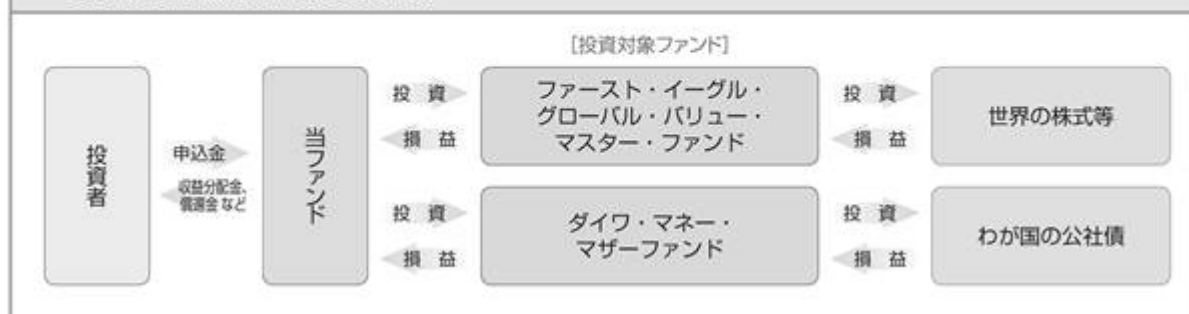 [投資対象ファンド]
投資者
申込金
収益分配金、
償還金 など
当ファンド
投 資
損 益
ファースト・イーグル・
グローバル・バリュー・
マスター・ファンド
投 資
損 益
世界の株式等
投 資
損 益
ダイワ・マネー・
マザーファンド
投 資
損 益
わが国の公社債